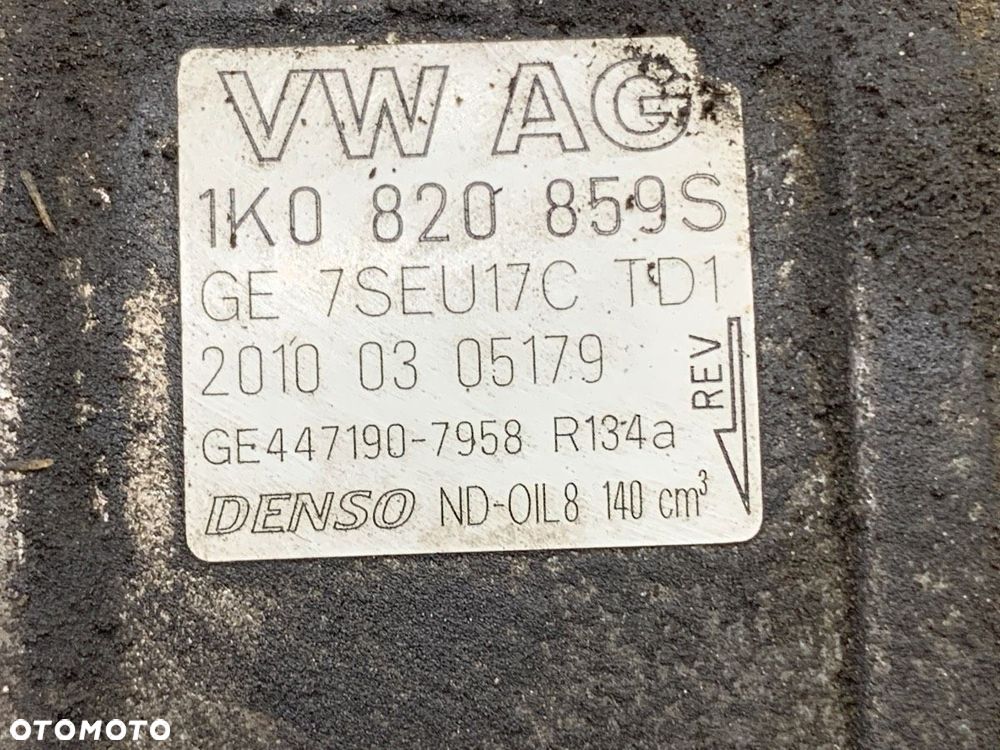 VW AG
1K0 820 859S
GE 7SEU17C TD1
2010 03 05179
REV
GE447190-7958 R134a
DENSO ND-OIL8 140 cm³
OTOMOTO